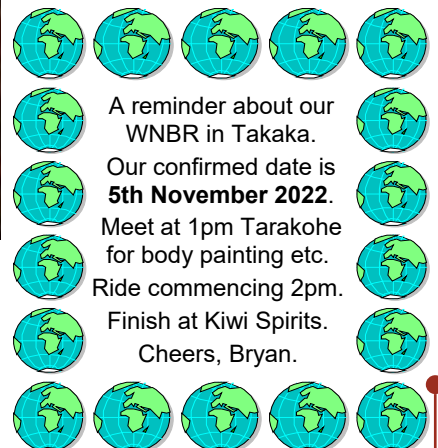 A reminder about our
WNBR in Takaka.
Our confirmed date is
5th November 2022.
Meet at 1pm Tarakohe
for body painting etc.
Ride commencing 2pm.
Finish at Kiwi Spirits.
Cheers, Bryan.